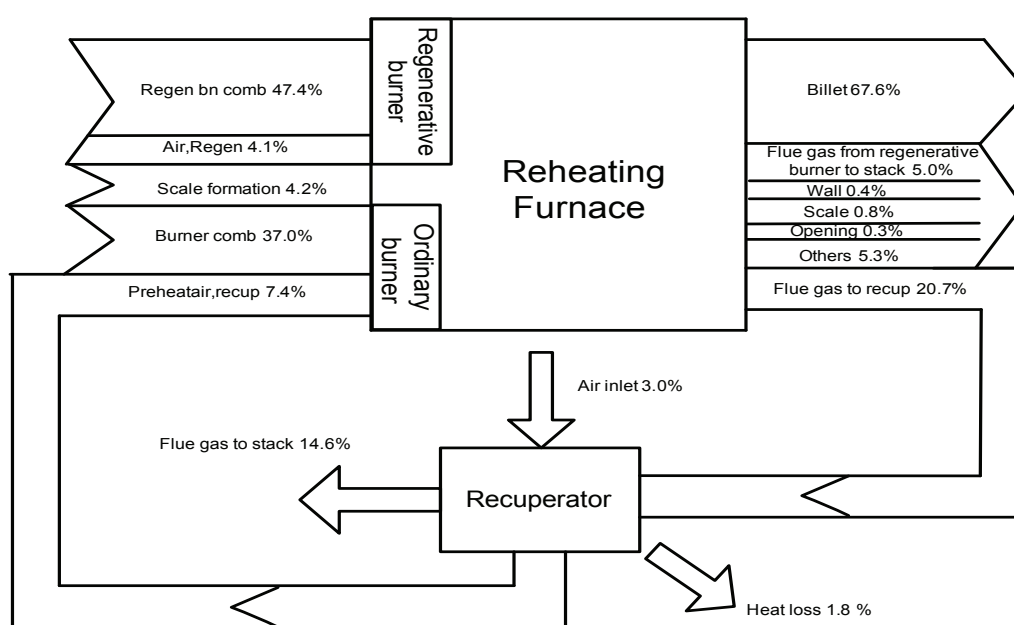 Regen bn comb 47.4%
Air,Regen 4.1%
Scale formation 4.2%
Burner comb 37.0%
Preheatair,recup 7.4%
Regenerative
burner
Ordinary
burner
Reheating
Furnace
Billet 67.6%
Flue gas from regenerative
burner to stack 5.0%
Wall 0.4%
Scale 0.8%
Opening 0.3%
Others 5.3%
Flue gas to recup 20.7%
Air inlet 3.0%
Flue gas to stack 14.6%
Recuperator
Heat loss 1.8 %